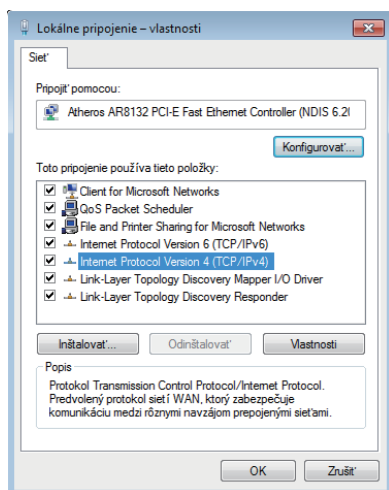 Lokálne pripojenie – vlastnosti
Sieť
Pripojiť pomocou:
Atheros AR8132 PCI-E Fast Ethernet Controller (NDIS 6.20
Konfigurovať...
Toto pripojenie používa tieto položky:
Client for Microsoft Networks
QoS Packet Scheduler
File and Printer Sharing for Microsoft Networks
Internet Protocol Version 6 (TCP/IPv6)
Internet Protocol Version 4 (TCP/IPv4)
Link-Layer Topology Discovery Mapper I/O Driver
Link-Layer Topology Discovery Responder
Inštalovať...
Odinštalovať
Vlastnosti
Popis
Protokol Transmission Control Protocol/Internet Protocol.
Predvolený protokol sietí WAN, ktorý zabezpečuje
komunikáciu medzi rôznymi navzájom prepojenými sieťami.
OK
Zrušiť